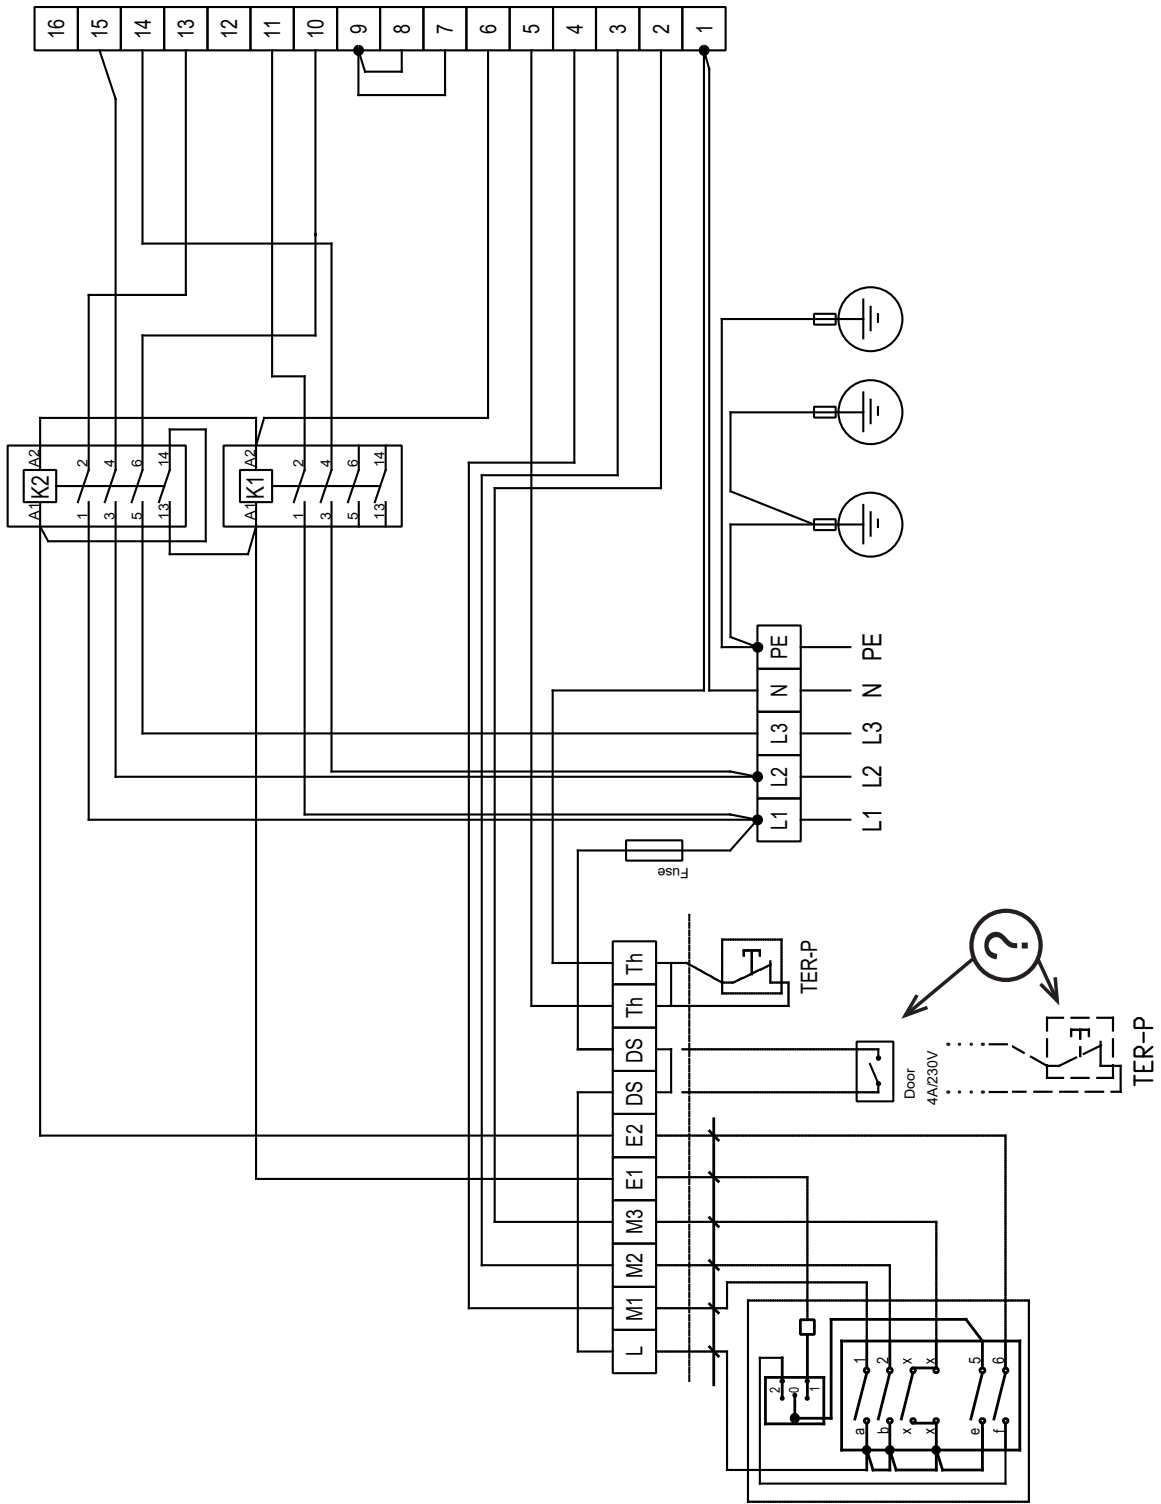 16 15 14 13 12 11 10 9 8 7 6 5 4 3 2 1
A2 2 4 6 14
K2
A1 1 3 5 13
A2 2 4 6 14
K1
A1 1 3 5 13
PE PE
N N
L3 L3
L2 L2
L1 L1
Fuse
Th
Th
DS
DS
E2
E1
M3
M2
M1
L
TER-P
?
Door
4A/230V
TER-P
2 0 1
1 2 x x 5 6
a b x x e f